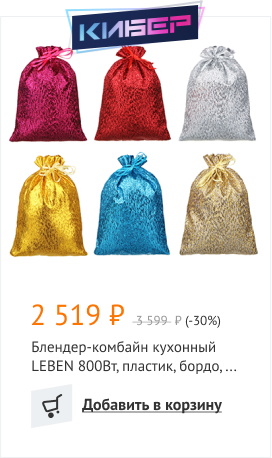 КИБЕР
2 519 ₽ 3 599 ₽ (-30%)
Блендер-комбайн кухонный
LEBEN 800Вт, пластик, бордо, ...
Добавить в корзину